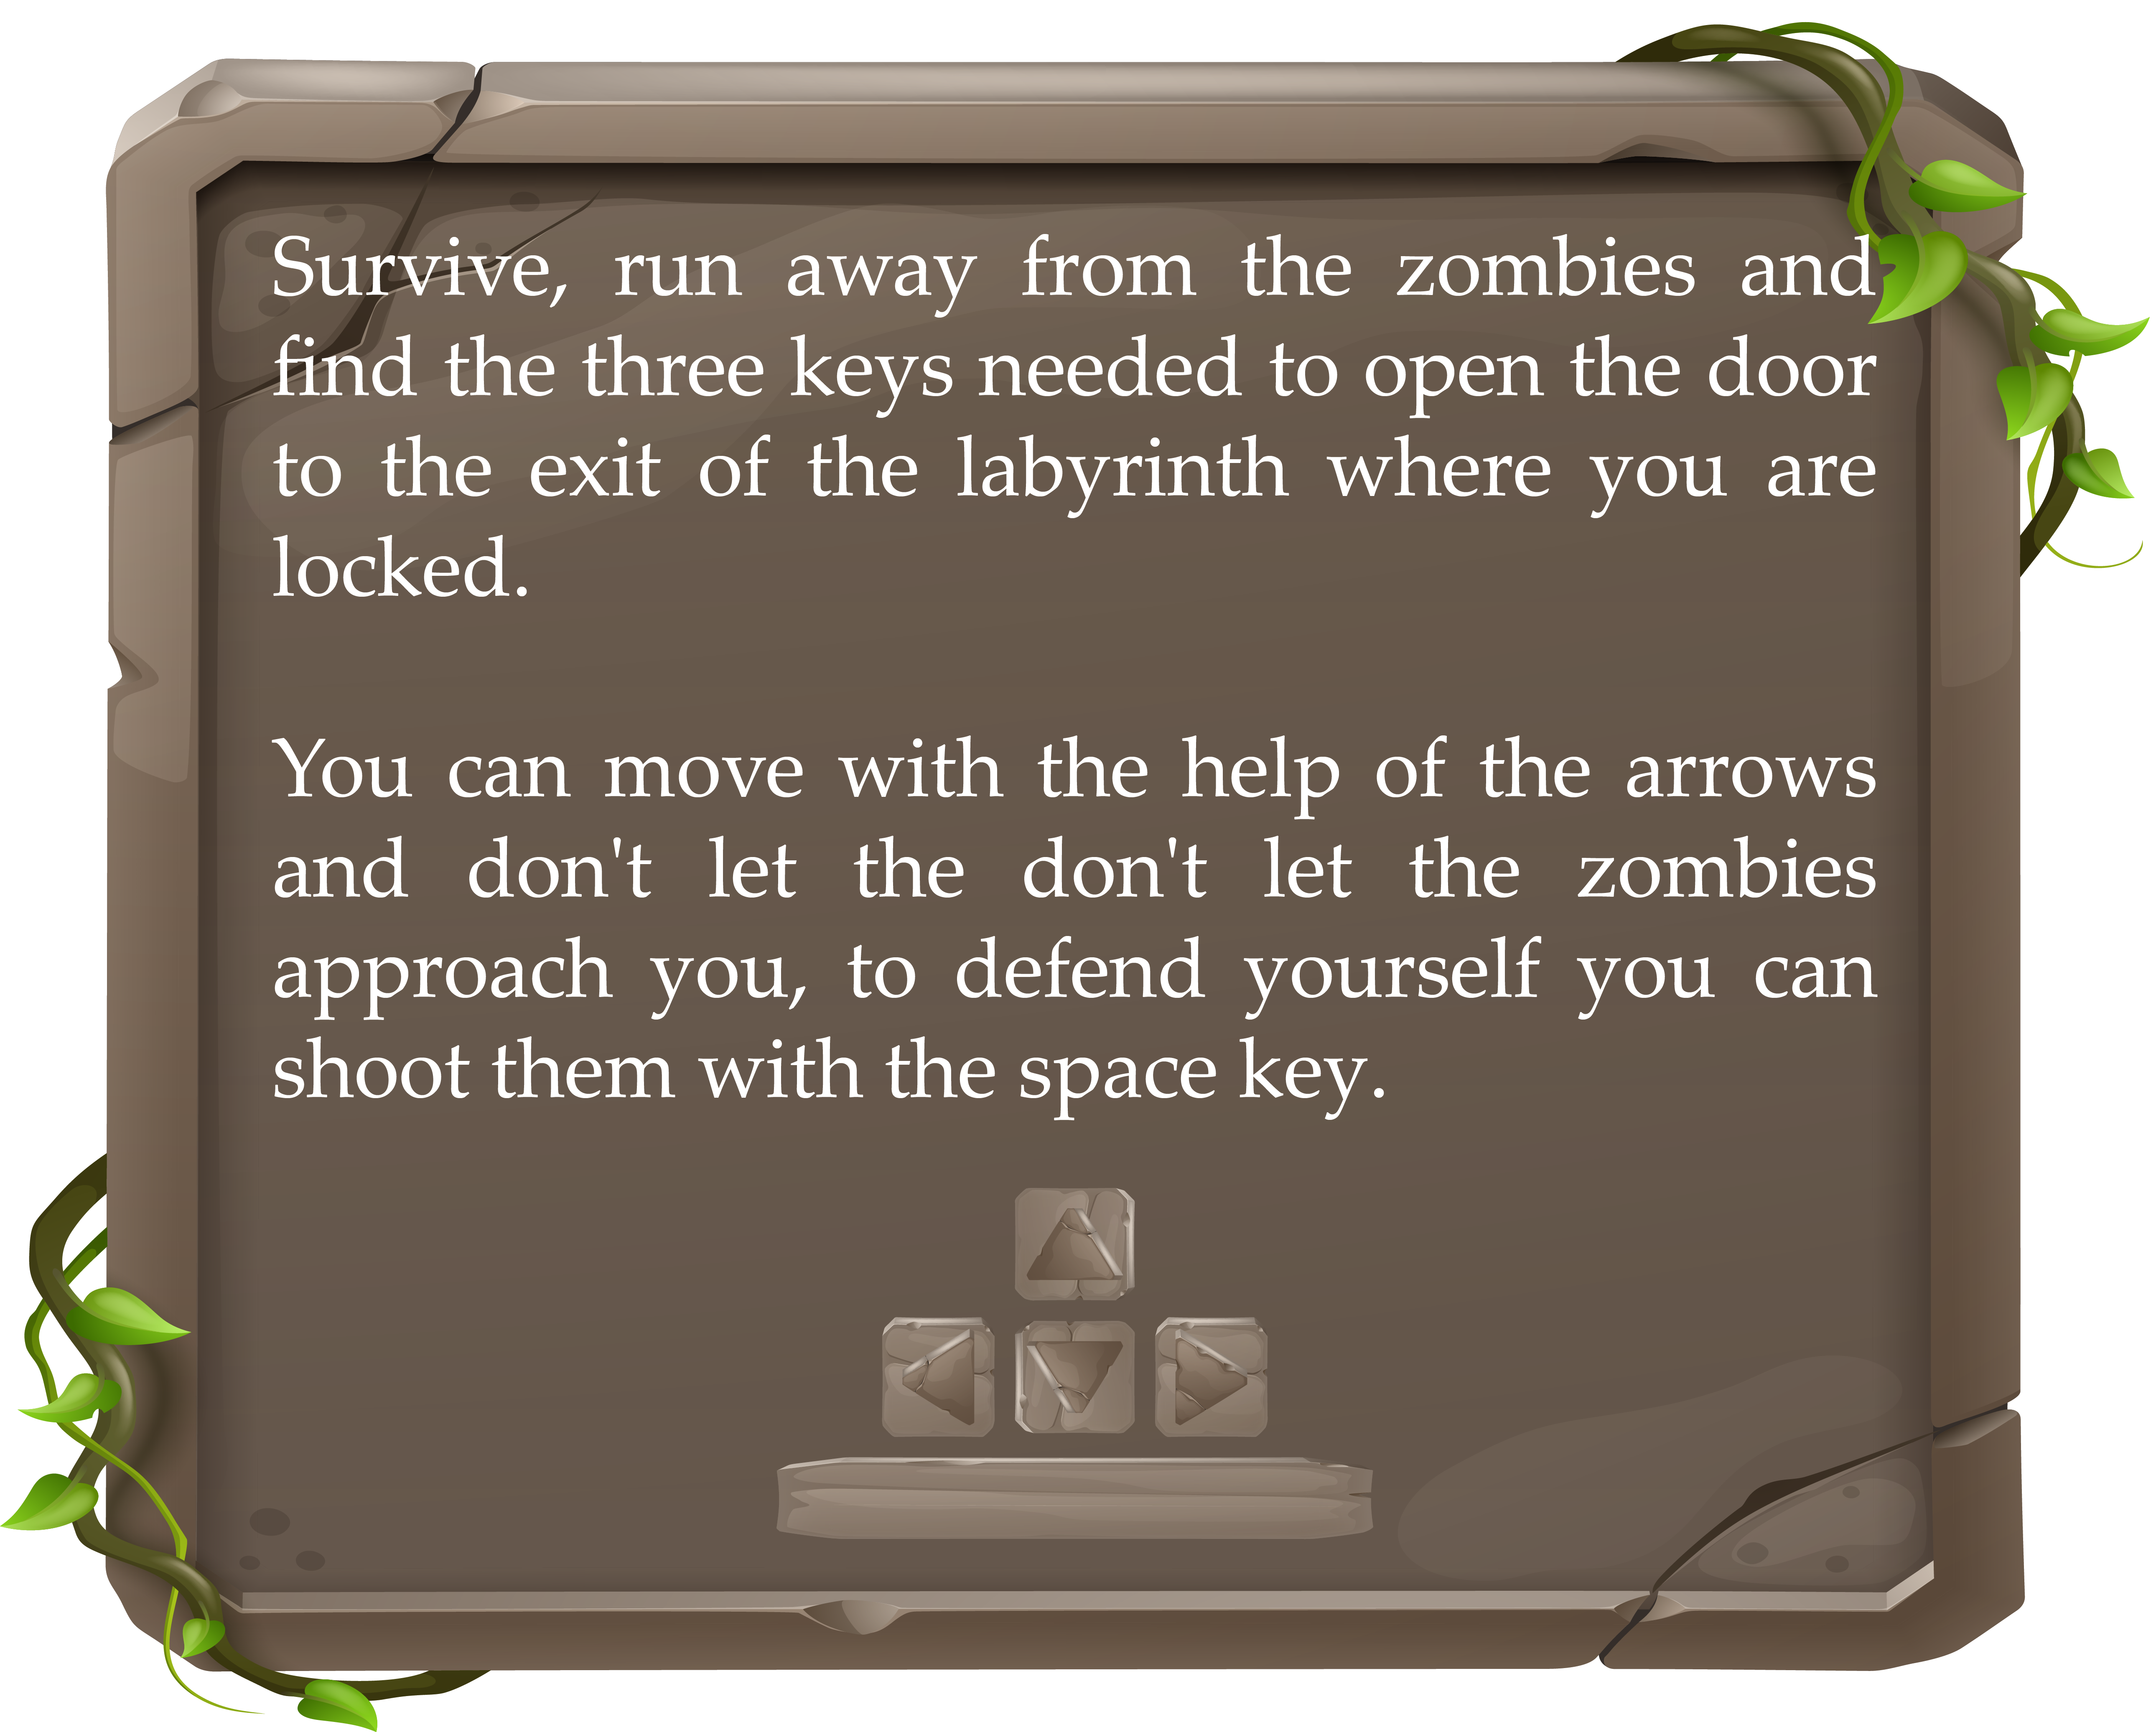 Survive, run away from the zombies and
find the three keys needed to open the door
to the exit of the labyrinth where you are
locked.
You can move with the help of the arrows
and don't let the don't let the zombies
approach you, to defend yourself you can
shoot them with the space key.